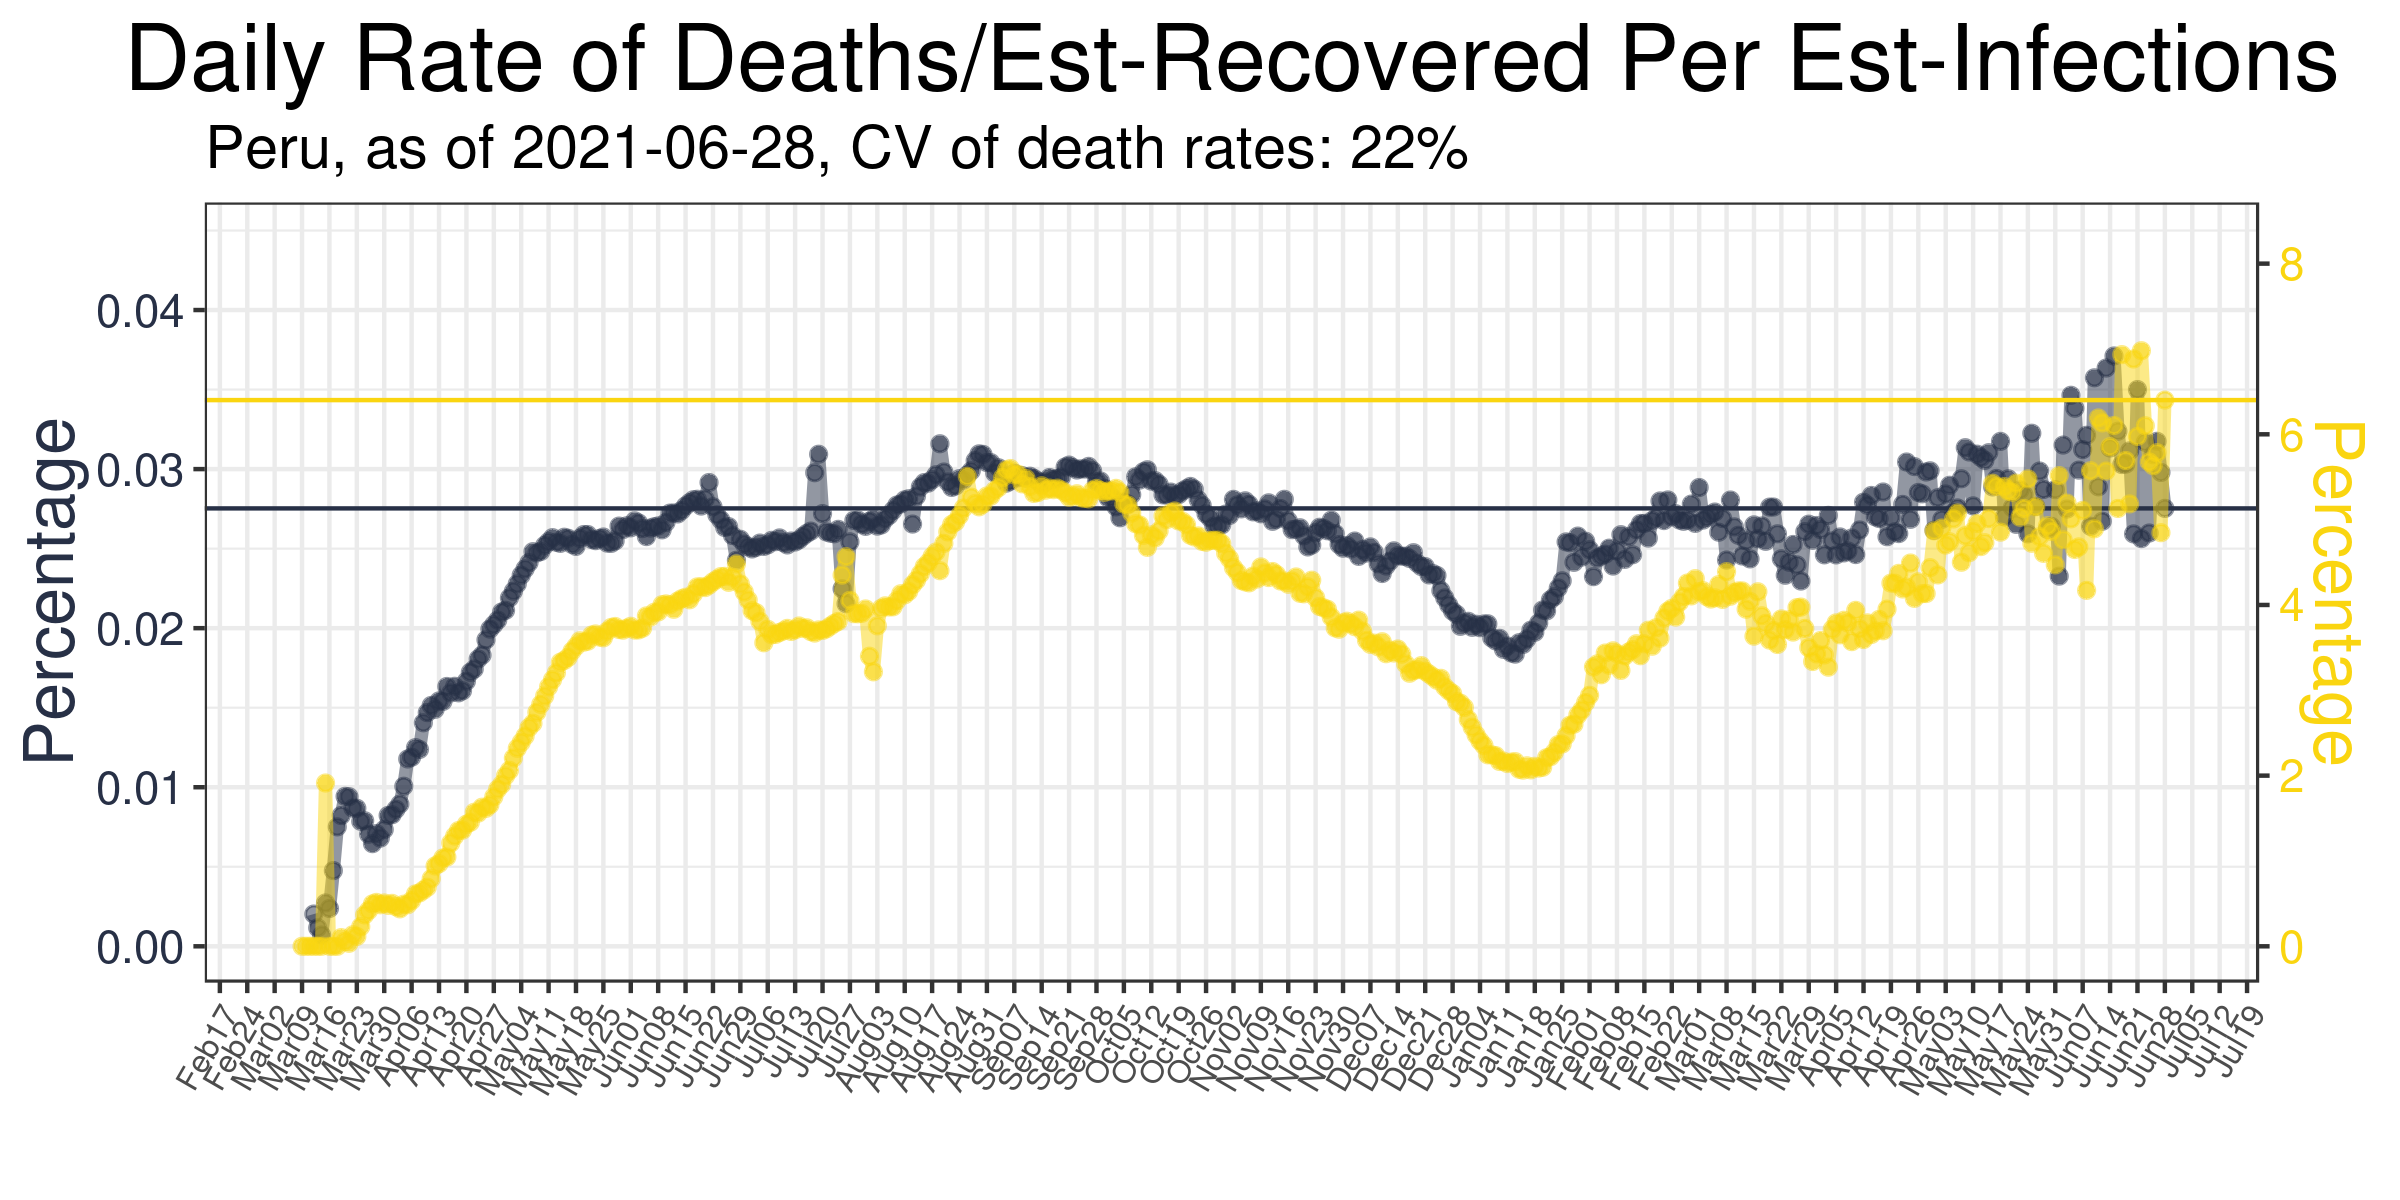 Daily Rate of Deaths/Est-Recovered Per Est-Infections
Peru, as of 2021-06-28, CV of death rates: 22%
Percentage
0.04
0.03
0.02
0.01
0.00
8
6
4
2
0
Percentage
Feb17 Feb24 Mar02 Mar09 Mar16 Mar23 Mar30 Apr06 Apr13 Apr20 Apr27 May04 May11 May18 May25 Jun01 Jun08 Jun15 Jun22 Jun29 Jul06 Jul13 Jul20 Jul27 Aug03 Aug10 Aug17 Aug24 Aug31 Sep07 Sep14 Sep21 Sep28 Oct05 Oct12 Oct19 Oct26 Nov02 Nov09 Nov16 Nov23 Nov30 Dec07 Dec14 Dec21 Dec28 Jan04 Jan11 Jan18 Jan25 Feb01 Feb08 Feb15 Feb22 Mar01 Mar08 Mar15 Mar22 Mar29 Apr05 Apr12 Apr19 Apr26 May03 May10 May17 May24 May31 Jun07 Jun14 Jun21 Jun28 Jul05 Jul12 Jul19